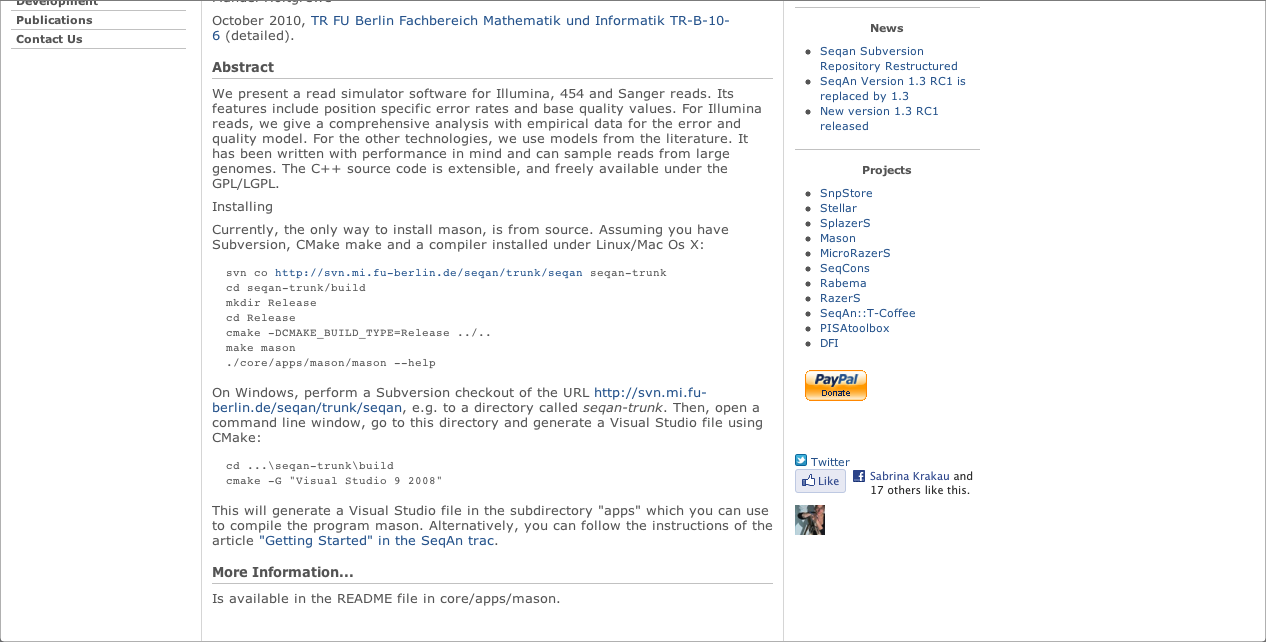 Development
Publications
Contact Us
October 2010, TR FU Berlin Fachbereich Mathematik und Informatik TR-B-10-
6 (detailed).
Abstract
We present a read simulator software for Illumina, 454 and Sanger reads. Its
features include position specific error rates and base quality values. For Illumina
reads, we give a comprehensive analysis with empirical data for the error and
quality model. For the other technologies, we use models from the literature. It
has been written with performance in mind and can sample reads from large
genomes. The C++ source code is extensible, and freely available under the
GPL/LGPL.
Installing
Currently, the only way to install mason, is from source. Assuming you have
Subversion, CMake make and a compiler installed under Linux/Mac Os X:
svn co http://svn.mi.fu-berlin.de/seqan/trunk/seqan seqan-trunk
cd seqan-trunk/build
mkdir Release
cd Release
cmake -DCMAKE_BUILD_TYPE=Release ../..
make mason
./core/apps/mason/mason --help
On Windows, perform a Subversion checkout of the URL http://svn.mi.fu-
berlin.de/seqan/trunk/seqan, e.g. to a directory called seqan-trunk. Then, open a
command line window, go to this directory and generate a Visual Studio file using
CMake:
cd ...\seqan-trunk\build
cmake -G "Visual Studio 9 2008"
This will generate a Visual Studio file in the subdirectory "apps" which you can use
to compile the program mason. Alternatively, you can follow the instructions of the
article "Getting Started" in the SeqAn trac.
More Information...
Is available in the README file in core/apps/mason.
News
Seqan Subversion
Repository Restructured
SeqAn Version 1.3 RC1 is
replaced by 1.3
New version 1.3 RC1
released
Projects
SnpStore
Stellar
SplazerS
Mason
MicroRazerS
SeqCons
Rabema
RazerS
SeqAn::T-Coffee
PISAtoolbox
DFI
PayPal
Donate
Twitter
Like
Sabrina Krakau and
17 others like this.